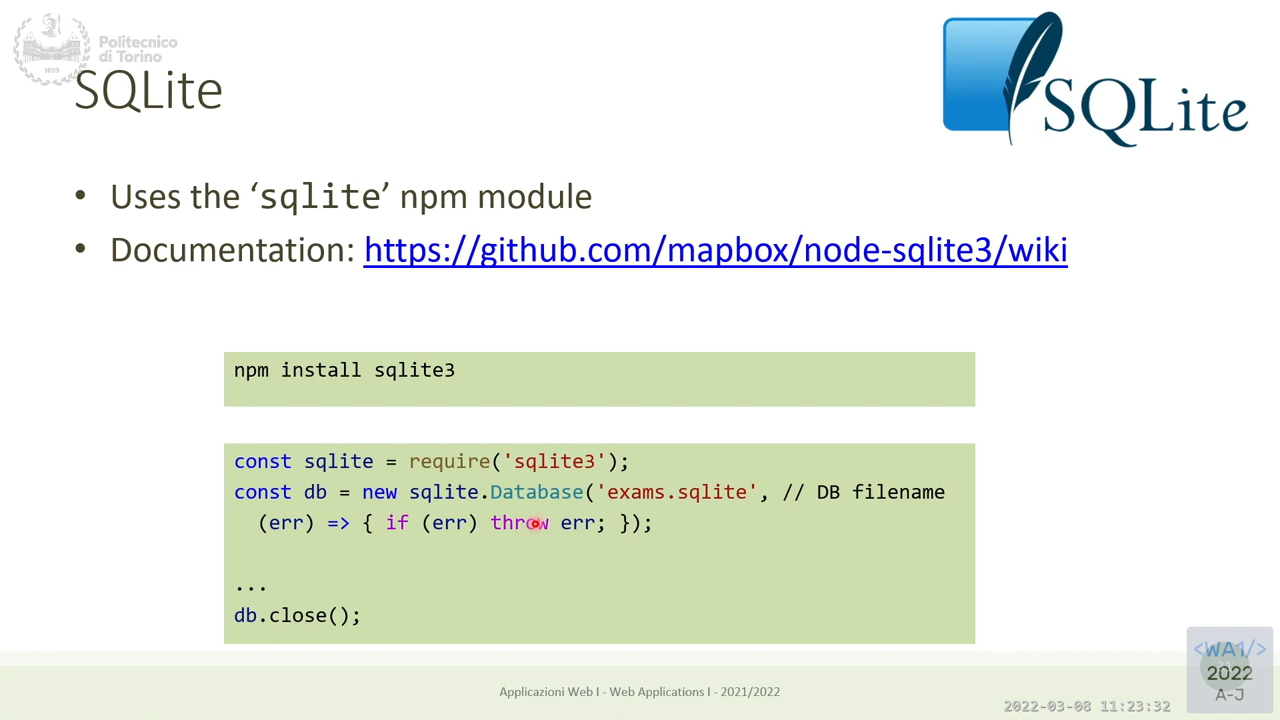 Politecnico
di Torino
1859
SQLite
SQLite
• Uses the ‘sqlite’ npm module
• Documentation: https://github.com/mapbox/node-sqlite3/wiki
npm install sqlite3
const sqlite = require('sqlite3');
const db = new sqlite.Database('exams.sqlite', // DB filename
(err) => { if (err) throw err; });
...
db.close();
<WA1/>
2022
A-J
Applicazioni Web I - Web Applications I - 2021/2022
2022-03-08 11:23:32